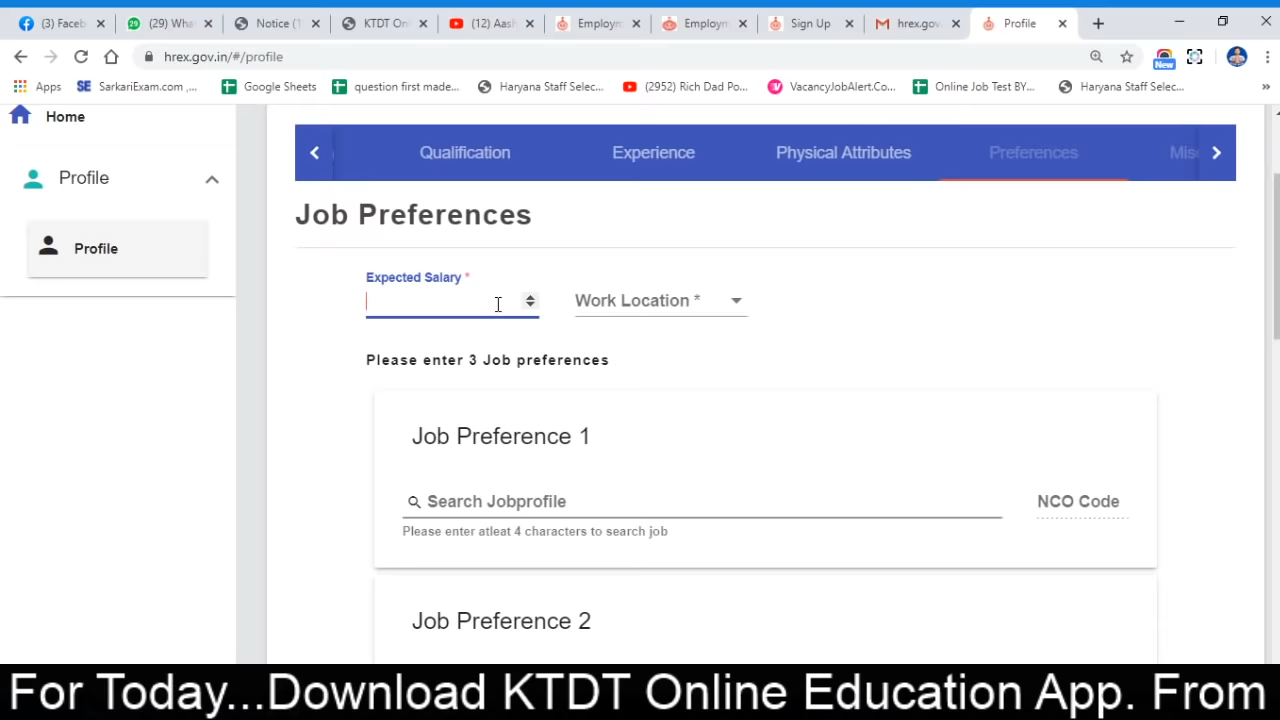 (3) Faceb
(29) Wha
Notice (1
KTDT On
(12) Aas
Employm
Employm
Sign Up
hrex.gov.
Profile
hrex.gov.in/#/profile
New
Apps
SarkariExam.com ,...
Google Sheets
question first made...
Haryana Staff Selec...
(2952) Rich Dad Po...
VacancyJobAlert.Co...
Online Job Test BY...
Haryana Staff Selec...
»
Home
Profile
Profile
Qualification
Experience
Physical Attributes
Preferences
Misc
Job Preferences
Expected Salary *
Work Location *
Please enter 3 Job preferences
Job Preference 1
Search Jobprofile
NCO Code
Please enter atleat 4 characters to search job
Job Preference 2
For Today...Download KTDT Online Education App. From